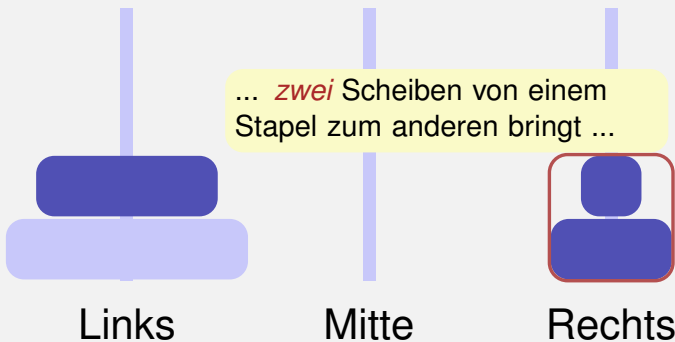 ... zwei Scheiben von einem
Stapel zum anderen bringt ...
Links Mitte Rechts